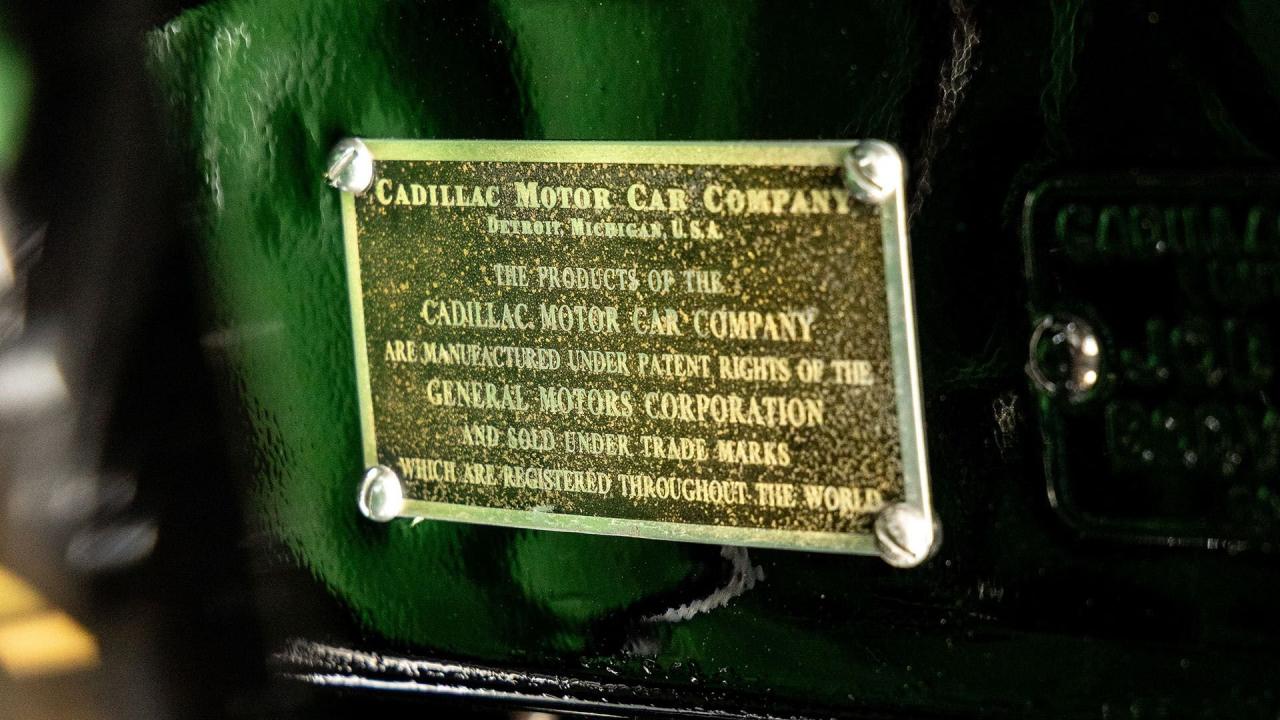 CADILLAC MOTOR CAR COMPANY
DETROIT, MICHIGAN, U.S.A.
THE PRODUCTS OF THE
CADILLAC MOTOR CAR COMPANY
ARE MANUFACTURED UNDER PATENT RIGHTS OF THE
GENERAL MOTORS CORPORATION
AND SOLD UNDER TRADE MARKS
WHICH ARE REGISTERED THROUGHOUT THE WORLD